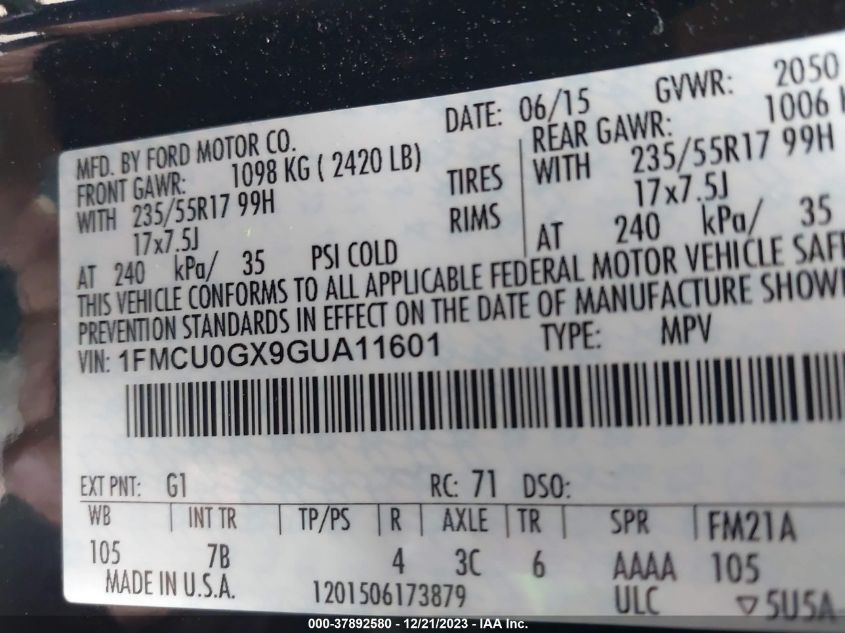 MFD. BY FORD MOTOR CO. DATE: 06/15 GVWR: 2050
FRONT GAWR: 1098 KG ( 2420 LB) REAR GAWR: 1006
WITH 235/55R17 99H TIRES WITH 235/55R17 99H
17x7.5J RIMS 17x7.5J
AT 240 kPa/ 35 PSI COLD AT 240 kPa/ 35
THIS VEHICLE CONFORMS TO ALL APPLICABLE FEDERAL MOTOR VEHICLE SAFE
PREVENTION STANDARDS IN EFFECT ON THE DATE OF MANUFACTURE SHOWN
VIN: 1FMCU0GX9GUA11601 TYPE: MPV
EXT PNT: G1 RC: 71 DSO:
WB INT TR TP/PS R AXLE TR SPR FM21A
105 7B 4 3C 6 AAAA 105
MADE IN U.S.A. 1201506173879 ULC ▽5U5A
000-37892580 - 12/21/2023 - IAA Inc.